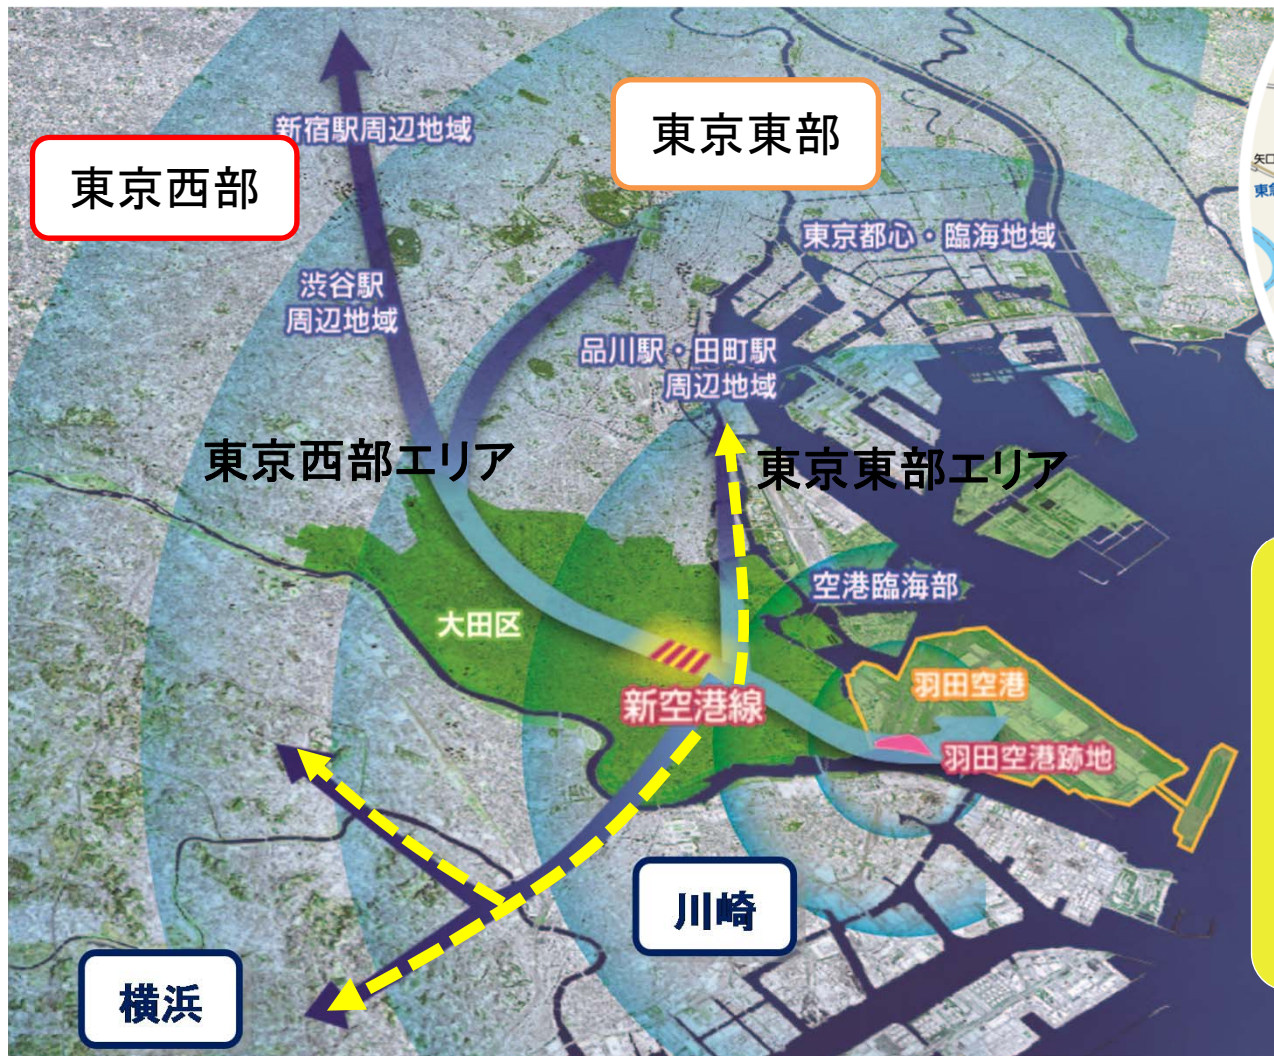 新宿駅周辺地域
東京東部
東京西部
矢口
東京都心・臨海地域
渋谷駅
周辺地域
品川駅・田町駅
周辺地域
東京西部エリア
東京東部エリア
空港臨海部
大田区
羽田空港
新空港線
羽田空港跡地
川崎
横浜